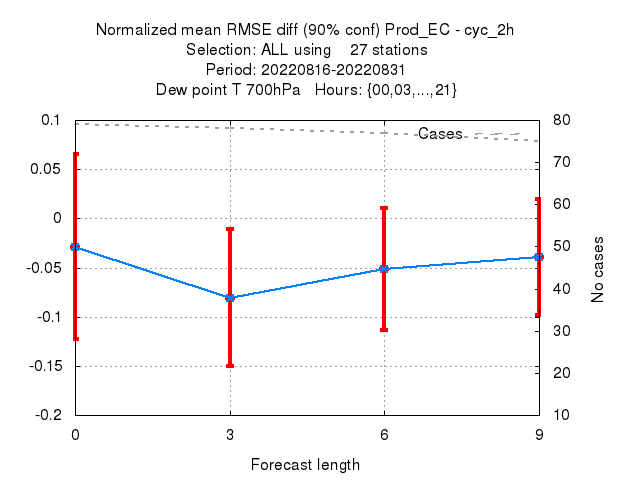 Normalized mean RMSE diff (90% conf) Prod_EC - cyc_2h
Selection: ALL using    27 stations
Period: 20220816-20220831
Dew point T 700hPa   Hours: {00,03,...,21}
0.1
0.05
0
-0.05
-0.1
-0.15
-0.2
Cases
80
70
60
50
40
30
20
10
No cases
0
3
6
9
Forecast length